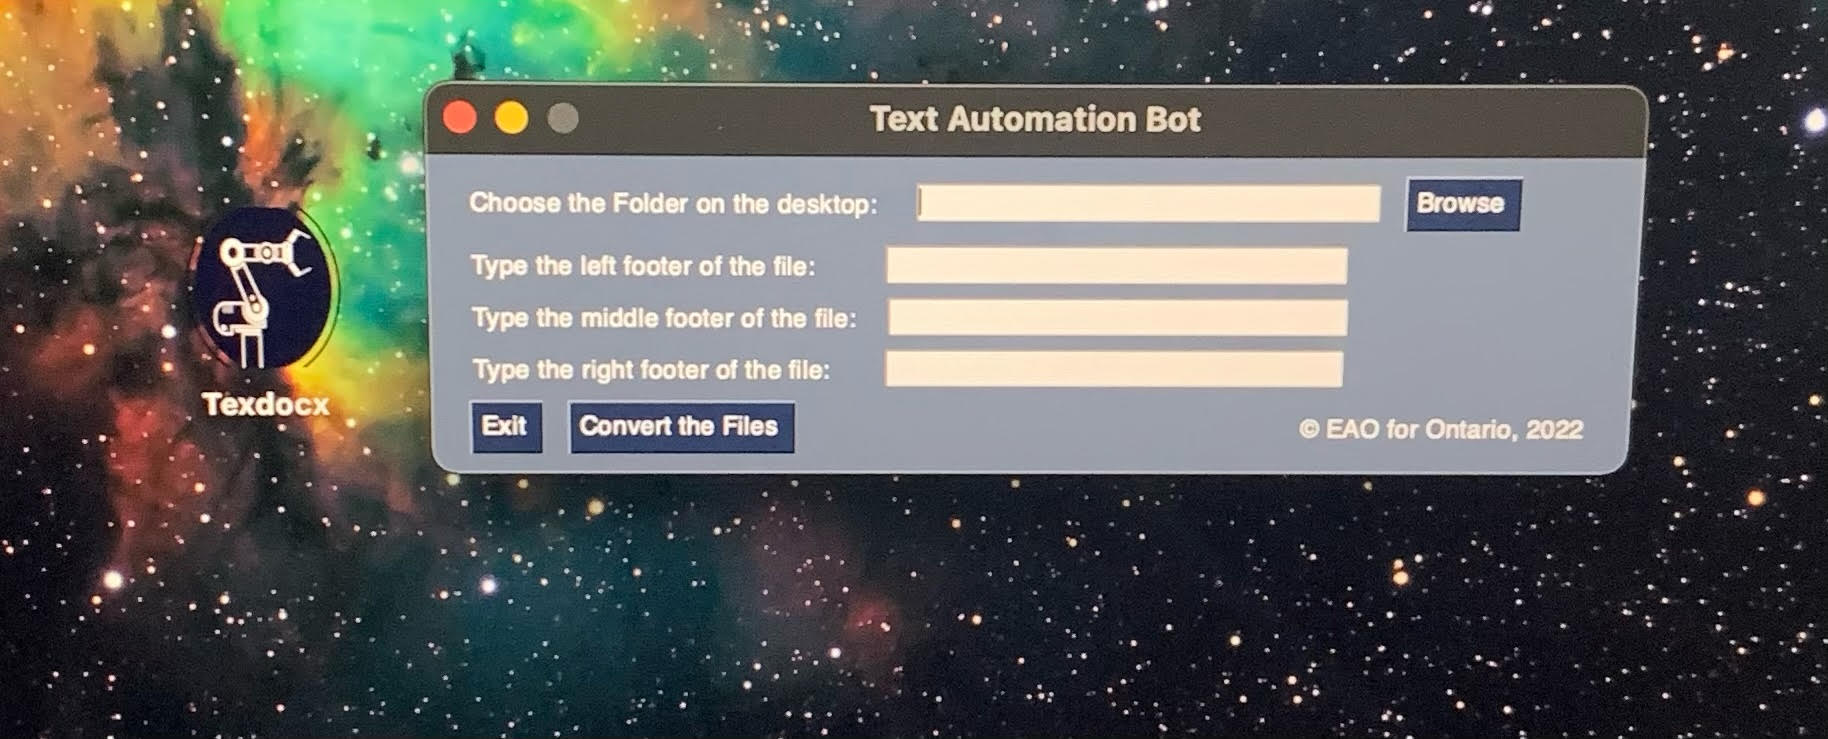 Text Automation Bot
Choose the Folder on the desktop:
Browse
Type the left footer of the file:
Type the middle footer of the file:
Type the right footer of the file:
Exit
Convert the Files
© EAO for Ontario, 2022
Texdocx